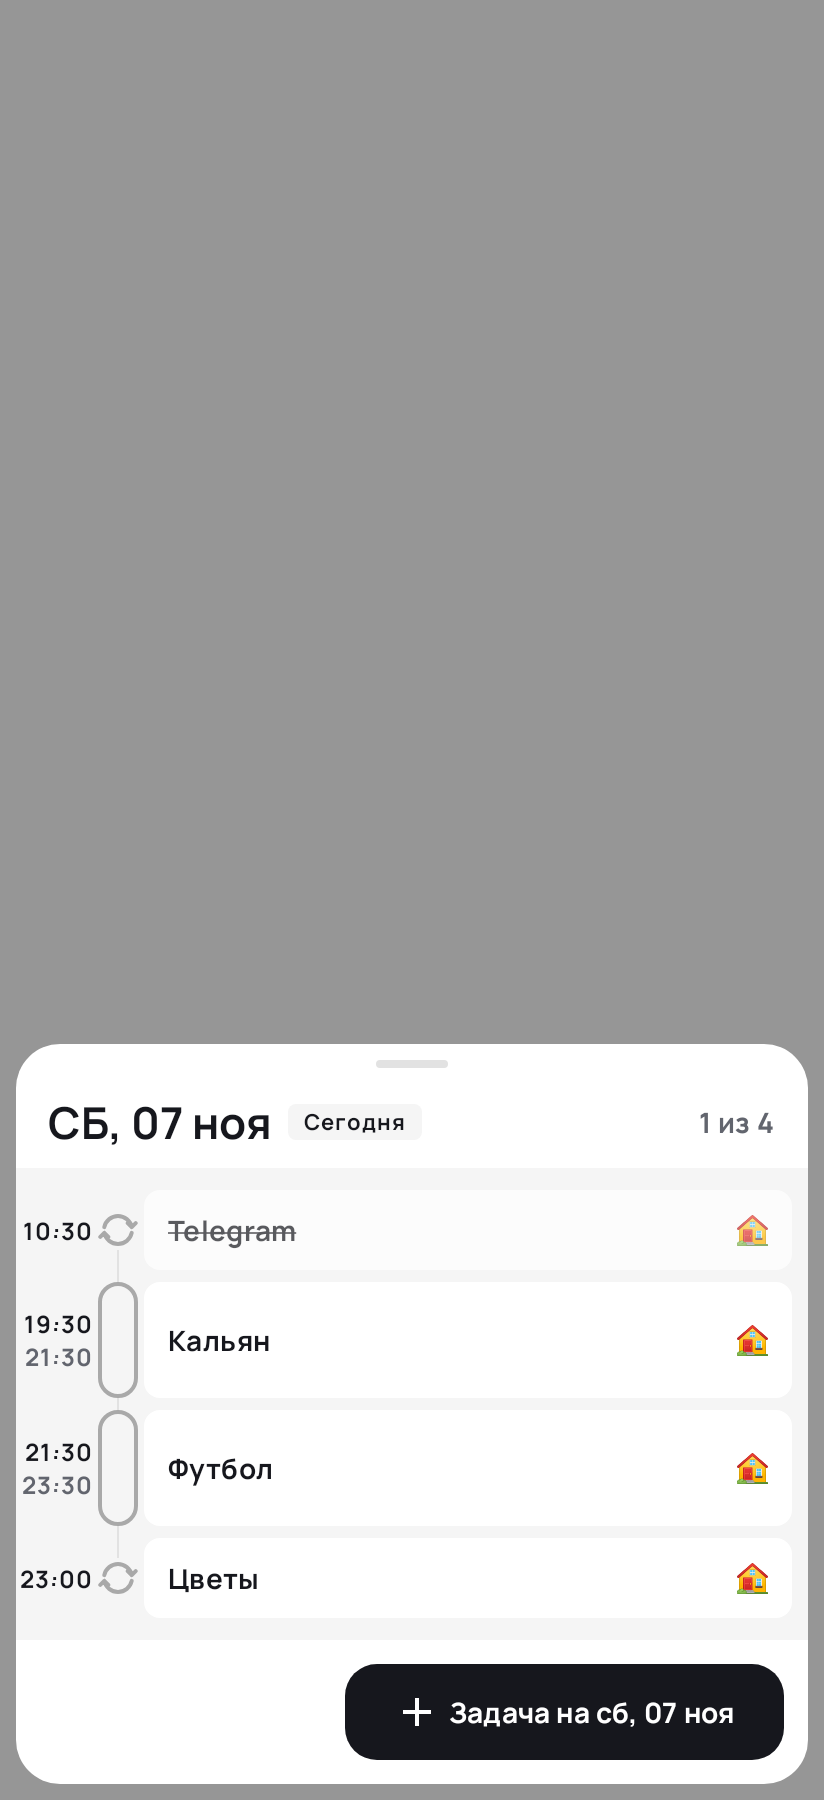 СБ, 07 ноя Сегодня 1 из 4
10:30 Telegram
19:30
21:30
Кальян
21:30
23:30
Футбол
23:00 Цветы
Задача на сб, 07 ноя